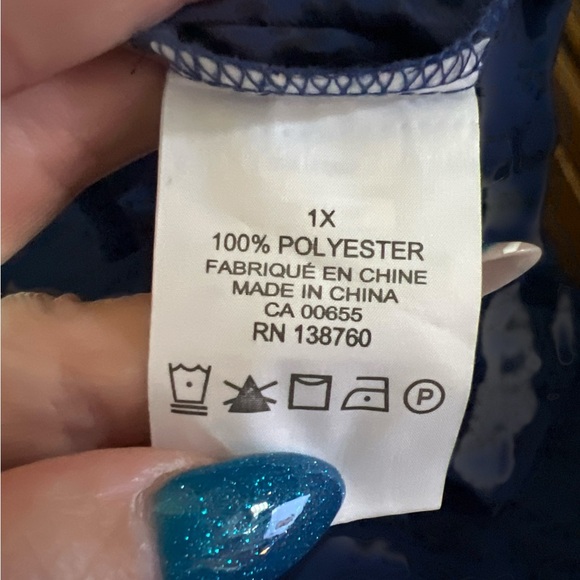 1X
100% POLYESTER
FABRIQUÉ EN CHINE
MADE IN CHINA
CA 00655
RN 138760
P